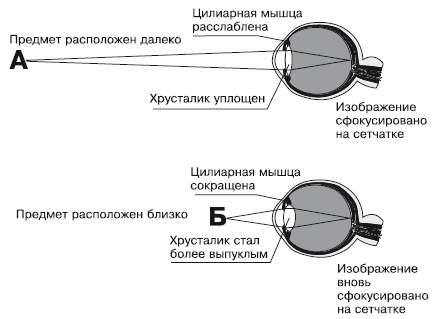 Цилиарная мышца
расслаблена
Предмет расположен далеко
А
Хрусталик уплощен
Изображение
сфокусировано
на сетчатке
Цилиарная мышца
сокращена
Предмет расположен близко
Б
Хрусталик стал
более выпуклым
Изображение
вновь
сфокусировано
на сетчатке